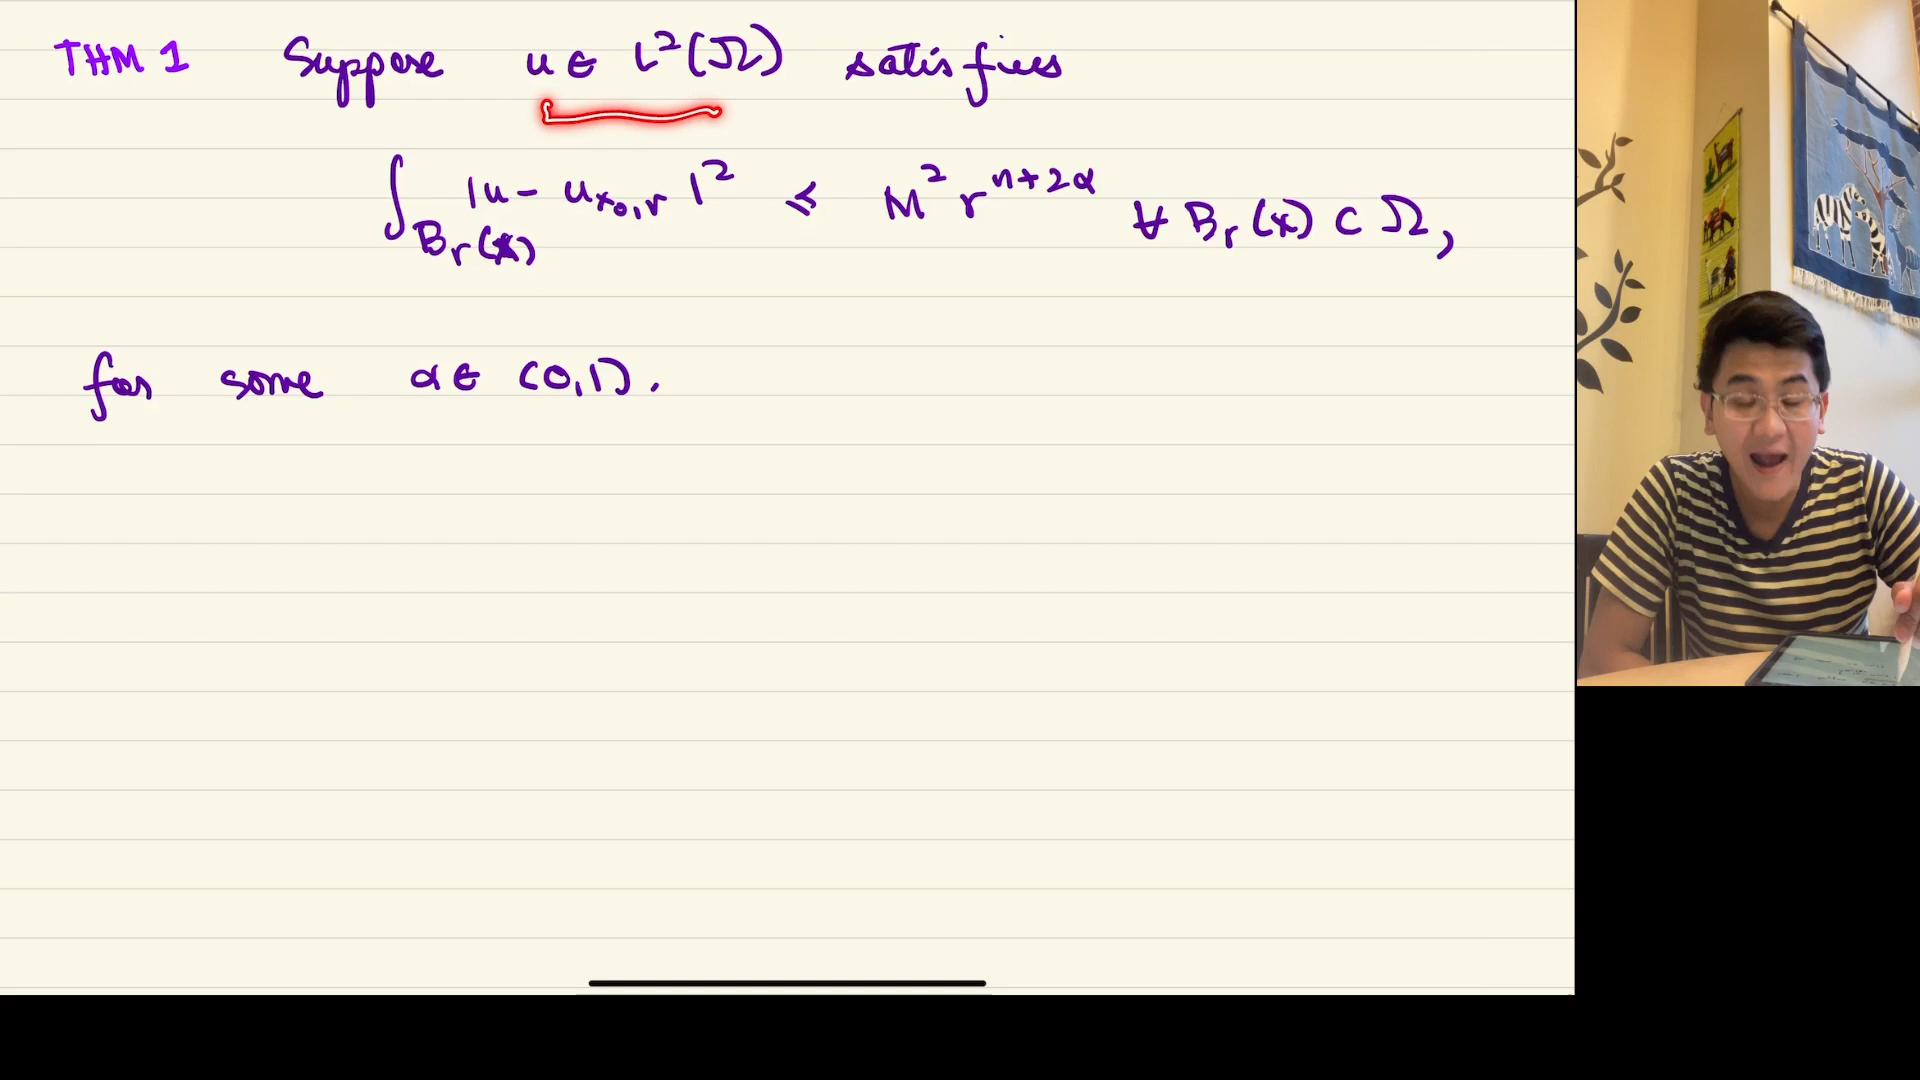 THM 1 Suppose u ∈ L²(Ω) satisfies
∫_{B_r(x)} |u - u_{x₀,r}|² ≤ M² r^{n+2α} ∀ B_r(x) ⊂ Ω,
for some α ∈ (0,1).